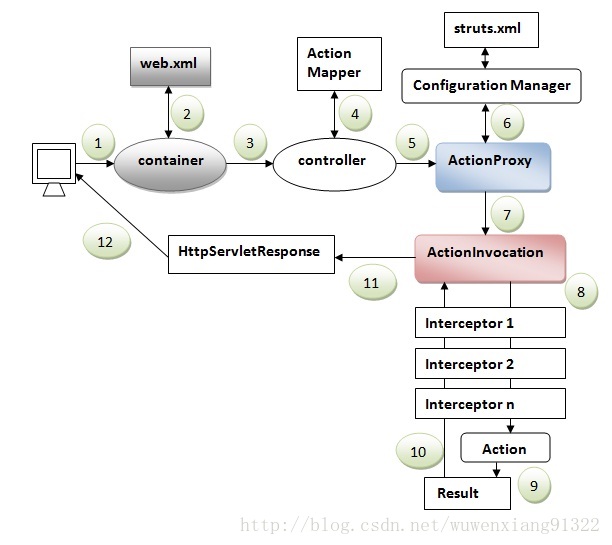 struts.xml
web.xml
Action
Mapper
Configuration Manager
1
2
3
4
5
6
container
controller
ActionProxy
7
12
HttpServletResponse
ActionInvocation
11
8
Interceptor 1
Interceptor 2
Interceptor n
10
Action
9
Result
http://blog.csdn.net/wuwenxiang91322